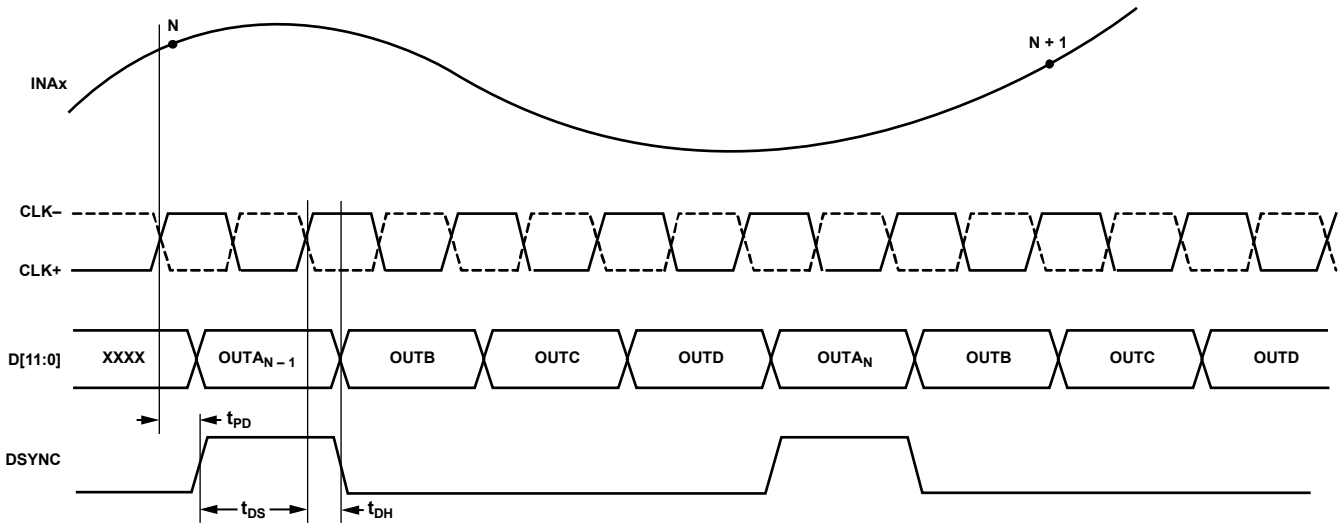 N
N + 1
INAx
CLK–
CLK+
D[11:0] XXXX OUTAN – 1 OUTB OUTC OUTD OUTAN OUTB OUTC OUTD
tPD
DSYNC
tDS tDH